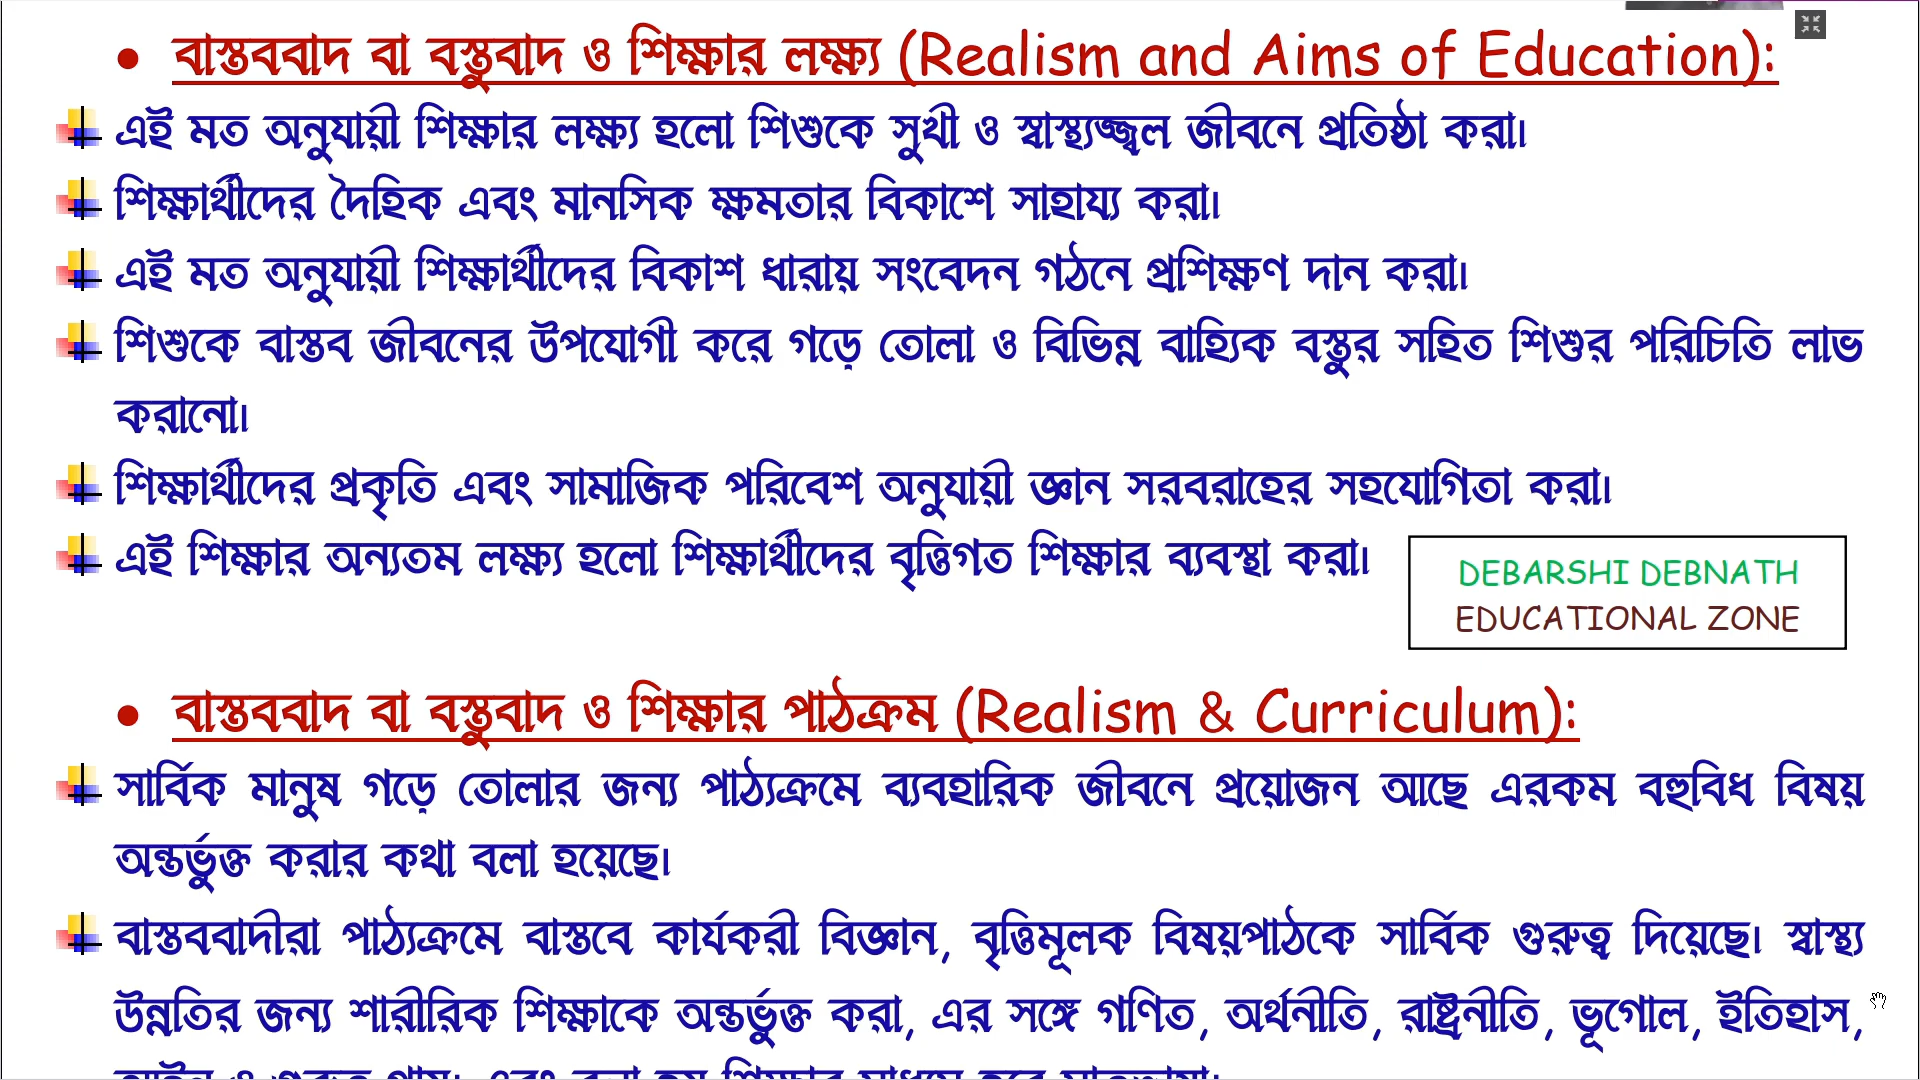 • বাস্তববাদ বা বস্তুবাদ ও শিক্ষার লক্ষ্য (Realism and Aims of Education):
এই মত অনুযায়ী শিক্ষার লক্ষ্য হলো শিশুকে সুখী ও স্বাস্থ্যজ্জ্বল জীবনে প্রতিষ্ঠা করা।
শিক্ষার্থীদের দৈহিক এবং মানসিক ক্ষমতার বিকাশে সাহায্য করা।
এই মত অনুযায়ী শিক্ষার্থীদের বিকাশ ধারায় সংবেদন গঠনে প্রশিক্ষণ দান করা।
শিশুকে বাস্তব জীবনের উপযোগী করে গড়ে তোলা ও বিভিন্ন বাহ্যিক বস্তুর সহিত শিশুর পরিচিতি লাভ
করানো।
শিক্ষার্থীদের প্রকৃতি এবং সামাজিক পরিবেশ অনুযায়ী জ্ঞান সরবরাহের সহযোগিতা করা।
এই শিক্ষার অন্যতম লক্ষ্য হলো শিক্ষার্থীদের বৃত্তিগত শিক্ষার ব্যবস্থা করা।
DEBARSHI DEBNATH
EDUCATIONAL ZONE
• বাস্তববাদ বা বস্তুবাদ ও শিক্ষার পাঠক্রম (Realism & Curriculum):
সার্বিক মানুষ গড়ে তোলার জন্য পাঠ্যক্রমে ব্যবহারিক জীবনে প্রয়োজন আছে এরকম বহুবিধ বিষয়
অন্তর্ভুক্ত করার কথা বলা হয়েছে।
বাস্তববাদীরা পাঠ্যক্রমে বাস্তবে কার্যকরী বিজ্ঞান, বৃত্তিমূলক বিষয়পাঠকে সার্বিক গুরুত্ব দিয়েছে। স্বাস্থ্য
উন্নতির জন্য শারীরিক শিক্ষাকে অন্তর্ভুক্ত করা, এর সঙ্গে গণিত, অর্থনীতি, রাষ্ট্রনীতি, ভূগোল, ইতিহাস,